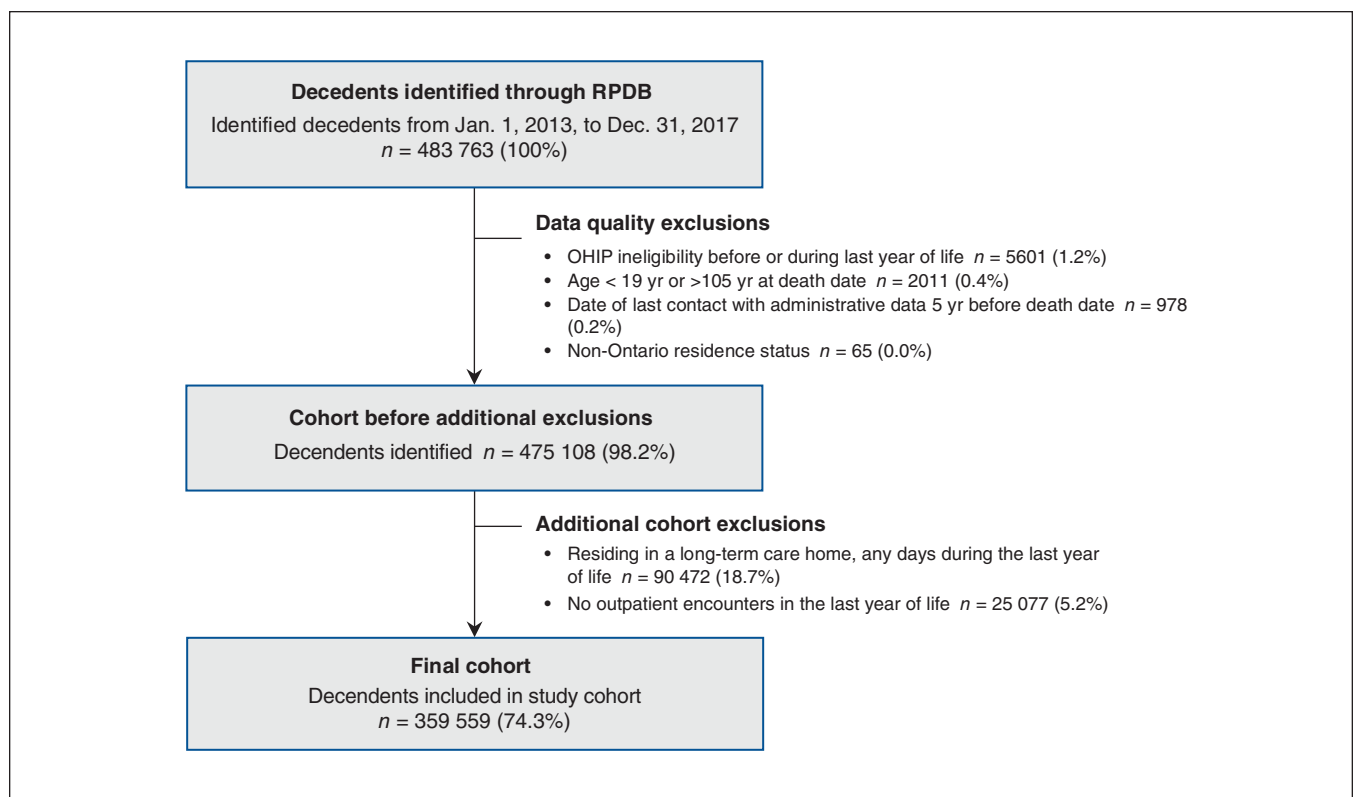 Decedents identified through RPDB
Identified decedents from Jan. 1, 2013, to Dec. 31, 2017
n = 483 763 (100%)
Data quality exclusions
• OHIP ineligibility before or during last year of life n = 5601 (1.2%)
• Age < 19 yr or >105 yr at death date n = 2011 (0.4%)
• Date of last contact with administrative data 5 yr before death date n = 978
(0.2%)
• Non-Ontario residence status n = 65 (0.0%)
Cohort before additional exclusions
Decendents identified n = 475 108 (98.2%)
Additional cohort exclusions
• Residing in a long-term care home, any days during the last year
of life n = 90 472 (18.7%)
• No outpatient encounters in the last year of life n = 25 077 (5.2%)
Final cohort
Decendents included in study cohort
n = 359 559 (74.3%)